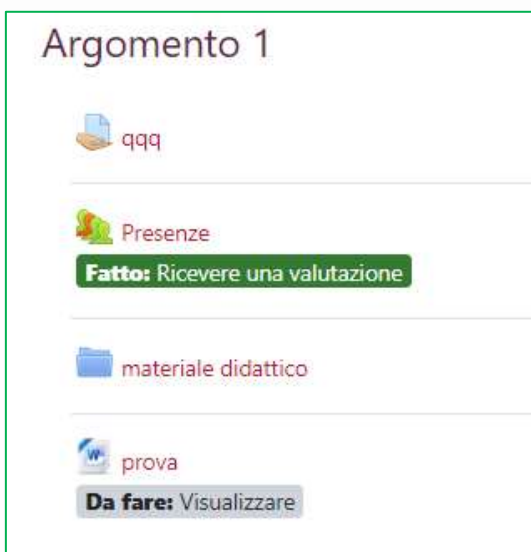 Argomento 1
qqq
Presenze
Fatto: Ricevere una valutazione
materiale didattico
prova
Da fare: Visualizzare